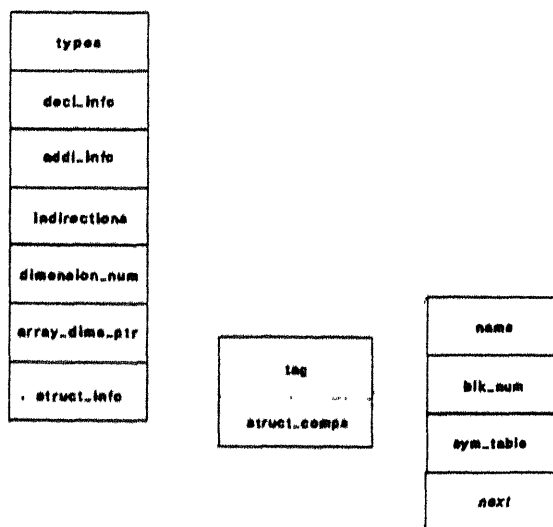 types
decl_info
addl_info
indirections
dimension_num
array_dims_ptr
struct_info
tag
struct_comps
name
blk_num
sym_table
next